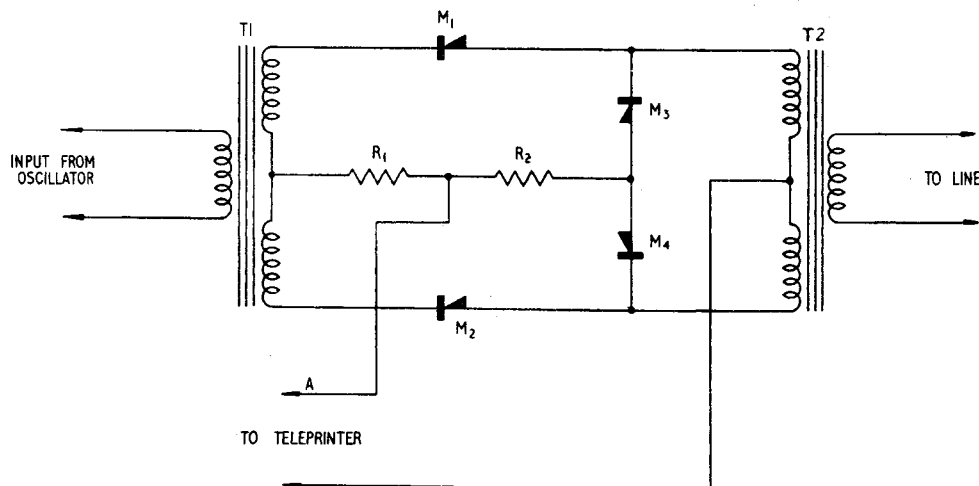 T1
M1
T2
M3
INPUT FROM
OSCILLATOR
R1
R2
TO LINE
M4
M2
A
TO TELEPRINTER